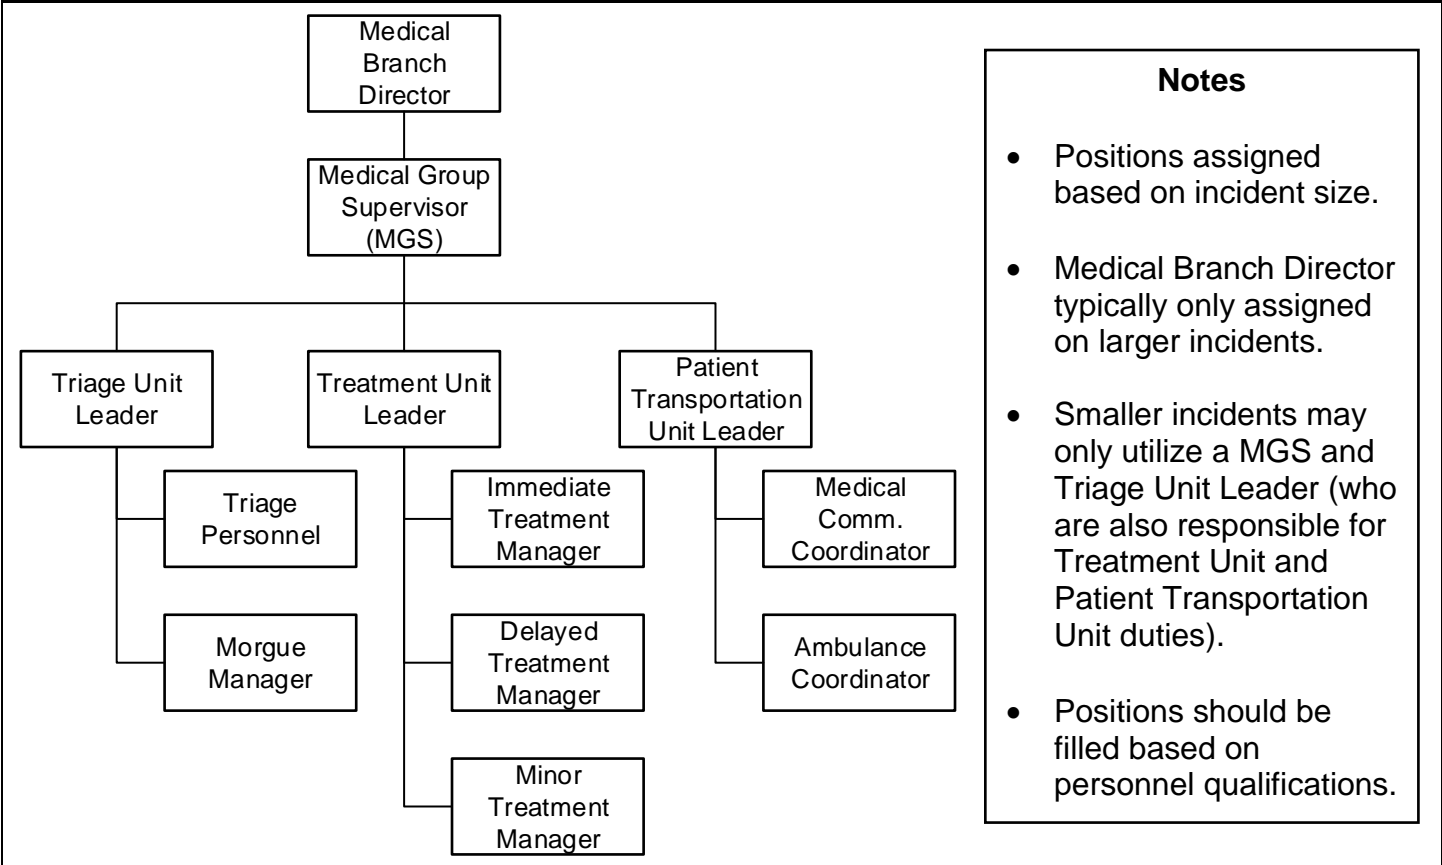 Medical
Branch
Director
Medical Group
Supervisor
(MGS)
Triage Unit
Leader
Treatment Unit
Leader
Patient
Transportation
Unit Leader
Triage
Personnel
Immediate
Treatment
Manager
Medical
Comm.
Coordinator
Morgue
Manager
Delayed
Treatment
Manager
Ambulance
Coordinator
Minor
Treatment
Manager
Notes
• Positions assigned
based on incident size.
• Medical Branch Director
typically only assigned
on larger incidents.
• Smaller incidents may
only utilize a MGS and
Triage Unit Leader (who
are also responsible for
Treatment Unit and
Patient Transportation
Unit duties).
• Positions should be
filled based on
personnel qualifications.